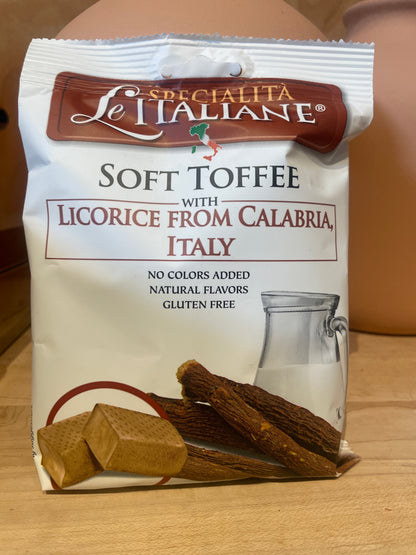 SPECIALITÀ
Le ITALIANE®
SOFT TOFFEE
WITH
LICORICE FROM CALABRIA,
ITALY
NO COLORS ADDED
NATURAL FLAVORS
GLUTEN FREE